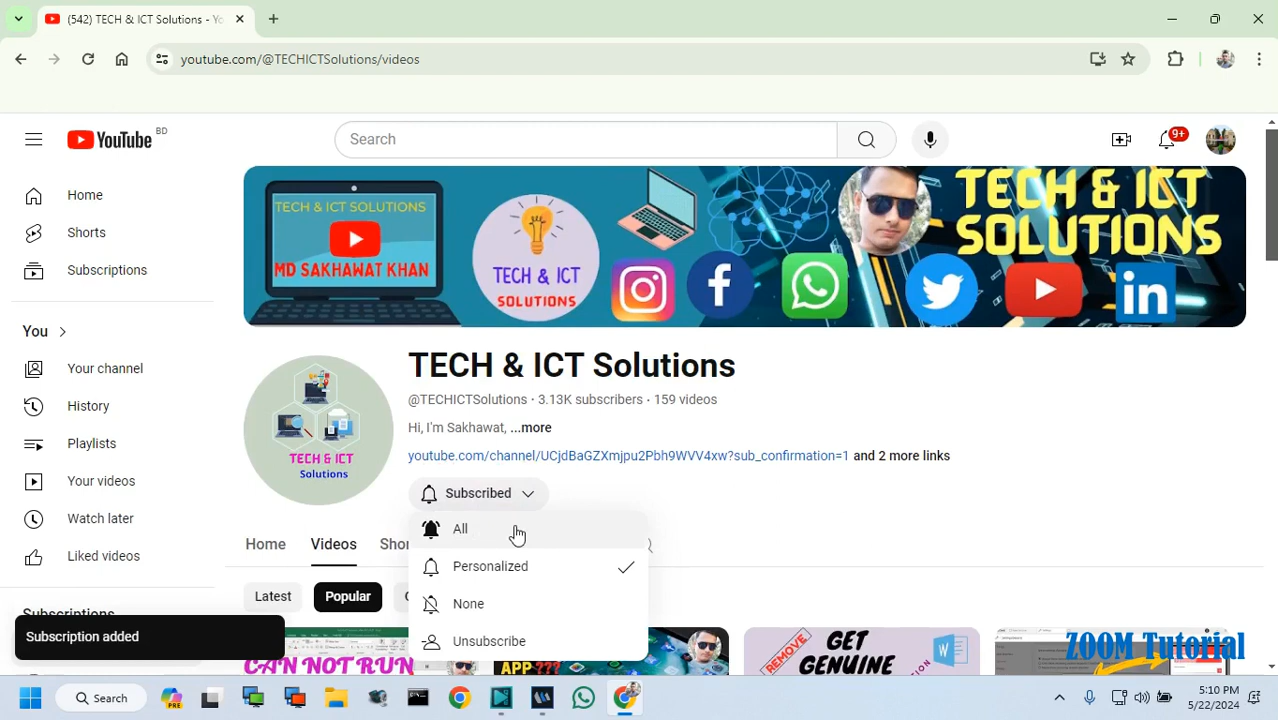 (542) TECH & ICT Solutions - Yo
youtube.com/@TECHICTSolutions/videos
YouTube BD
Search
9+
Home
Shorts
Subscriptions
You
Your channel
History
Playlists
Your videos
Watch later
Liked videos
Subscriptions
TECH & ICT SOLUTIONS
MD SAKHAWAT KHAN
TECH & ICT
SOLUTIONS
TECH & ICT
SOLUTIONS
TECH & ICT
Solutions
TECH & ICT Solutions
@TECHICTSolutions · 3.13K subscribers · 159 videos
Hi, I'm Sakhawat, ...more
youtube.com/channel/UCjdBaGZXmjpu2Pbh9WVV4xw?sub_confirmation=1 and 2 more links
Subscribed
All
Personalized
None
Unsubscribe
Home Videos
Latest Popular
Subscription added
CAN NOT RUN
APP???
GET
GENUINE
ZOOM Tutorial
Search
PRE
5:10 PM
5/22/2024